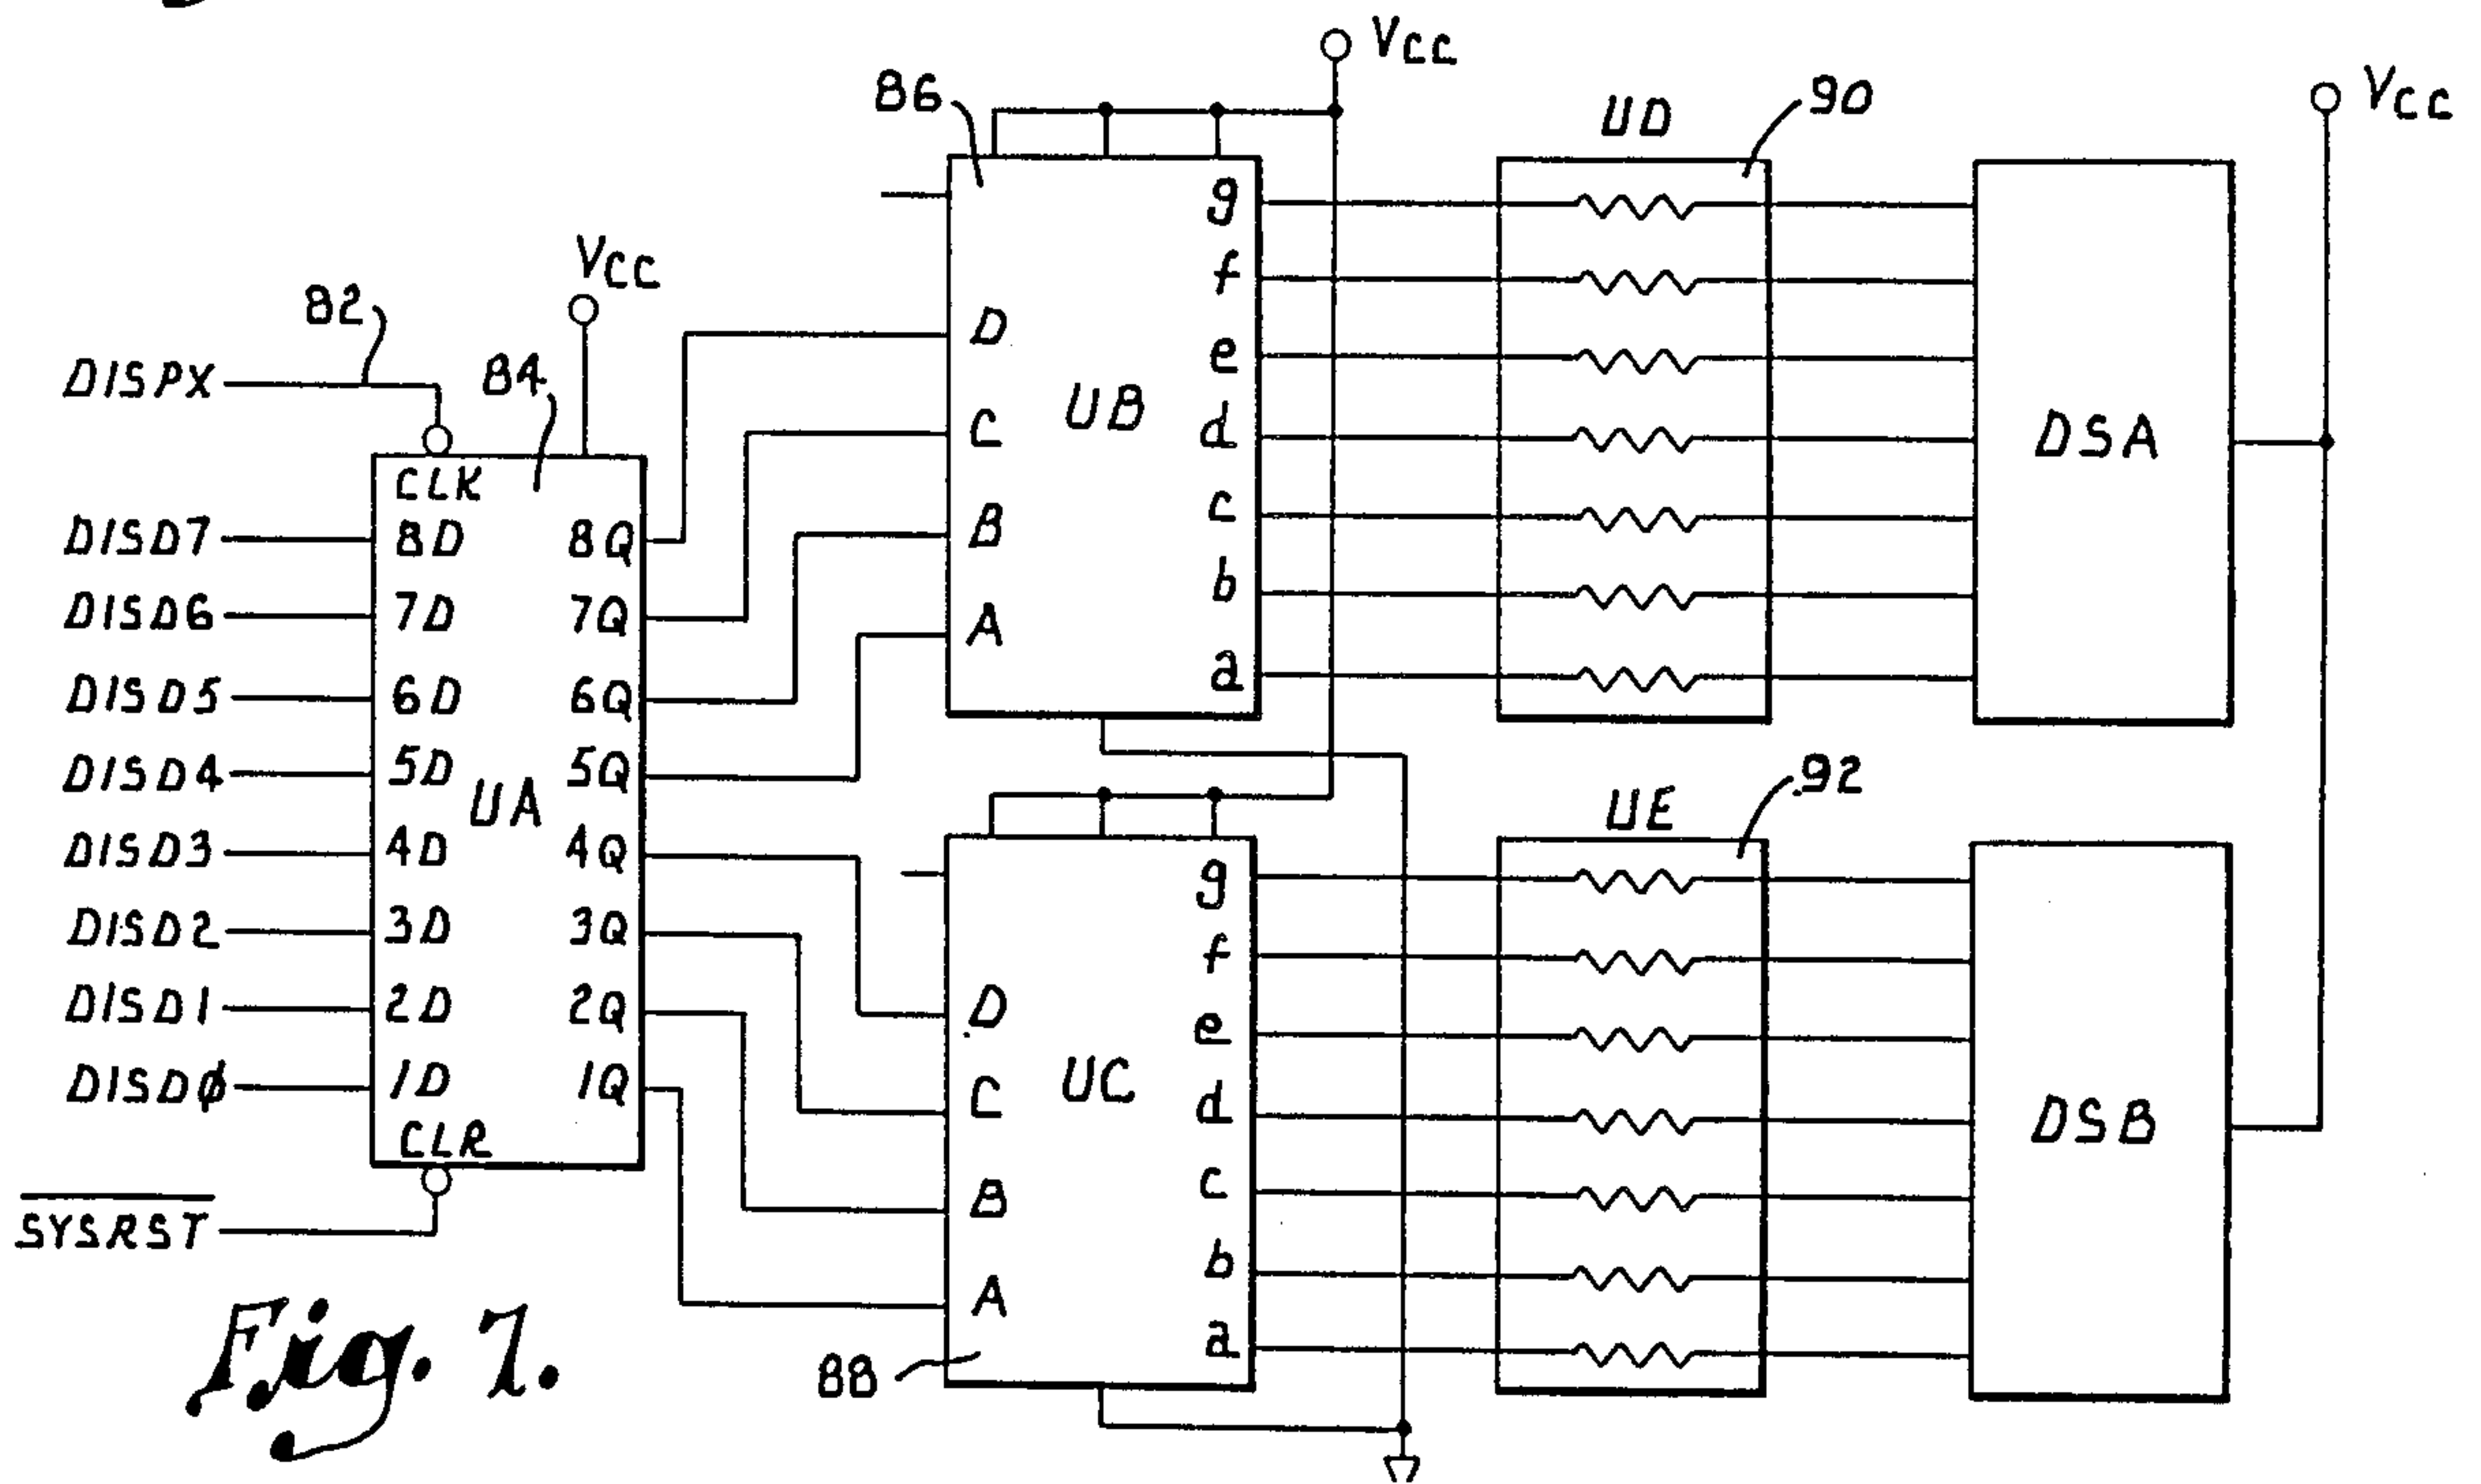 VCC
86
UD
90
VCC
g
f
D
e
C
UB
d
DSA
B
c
b
A
a
VCC
82
84
DISPX
CLK
DISD7
8D
8Q
DISD6
7D
7Q
DISD5
6D
6Q
DISD4
5D
5Q
UA
DISD3
4D
4Q
DISD2
3D
3Q
DISD1
2D
2Q
DISDφ
1D
1Q
CLR
SYSRST
UE
92
g
f
D
e
UC
C
d
DSB
B
c
b
A
a
88
Fig. 7.